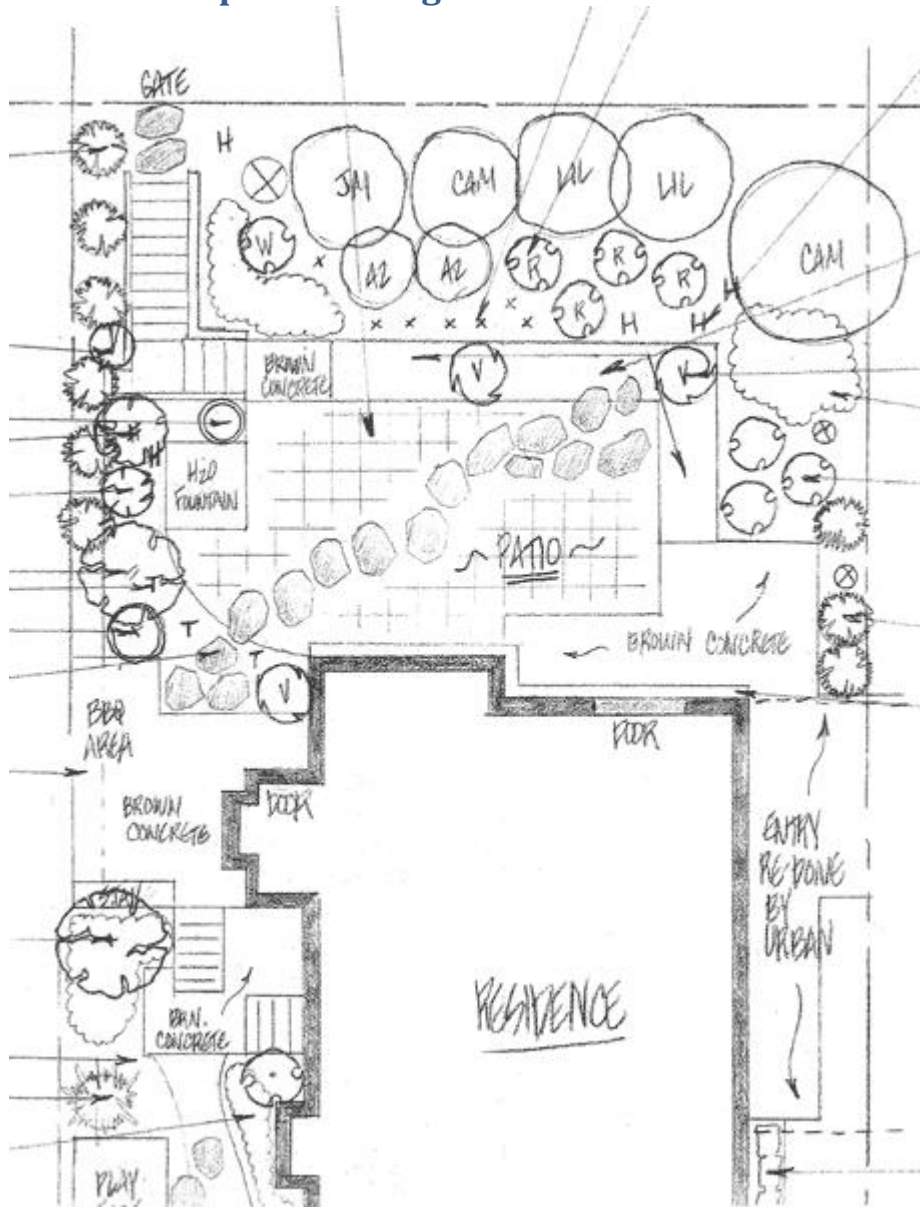 GATE
H
JM
CAM
LIL
LIL
CAM
W
AZ
AZ
R
R
R
R
H
H
H
BROWN
CONCRETE
V
V
H
H2O
FOUNTAIN
PATIO
T
T
T
V
BROWN CONCRETE
BBQ
AREA
DOOR
DOOR
BROWN
CONCRETE
ENTRY
RE-DONE
BY
URBAN
RESIDENCE
BRN.
CONCRETE
PLAY